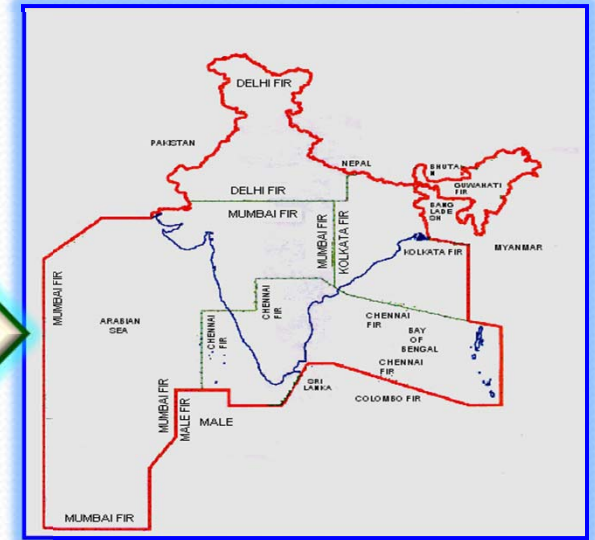 DELHI FIR
PAKISTAN
NEPAL
BHUTA
N
GUWAHATI
FIR
DELHI FIR
MUMBAI FIR
BANG
LADE
SH
MUMBAI FIR
KOLKATA FIR
MYANMAR
KOLKATA FIR
MUMBAI FIR
ARABIAN
SEA
CHENNAI
FIR
CHENNAI
FIR
CHENNAI
FIR
BAY
OF
BENGAL
CHENNAI
FIR
SRI
LANKA
COLOMBO FIR
MUMBAI FIR
MALE FIR
MALE
MUMBAI FIR